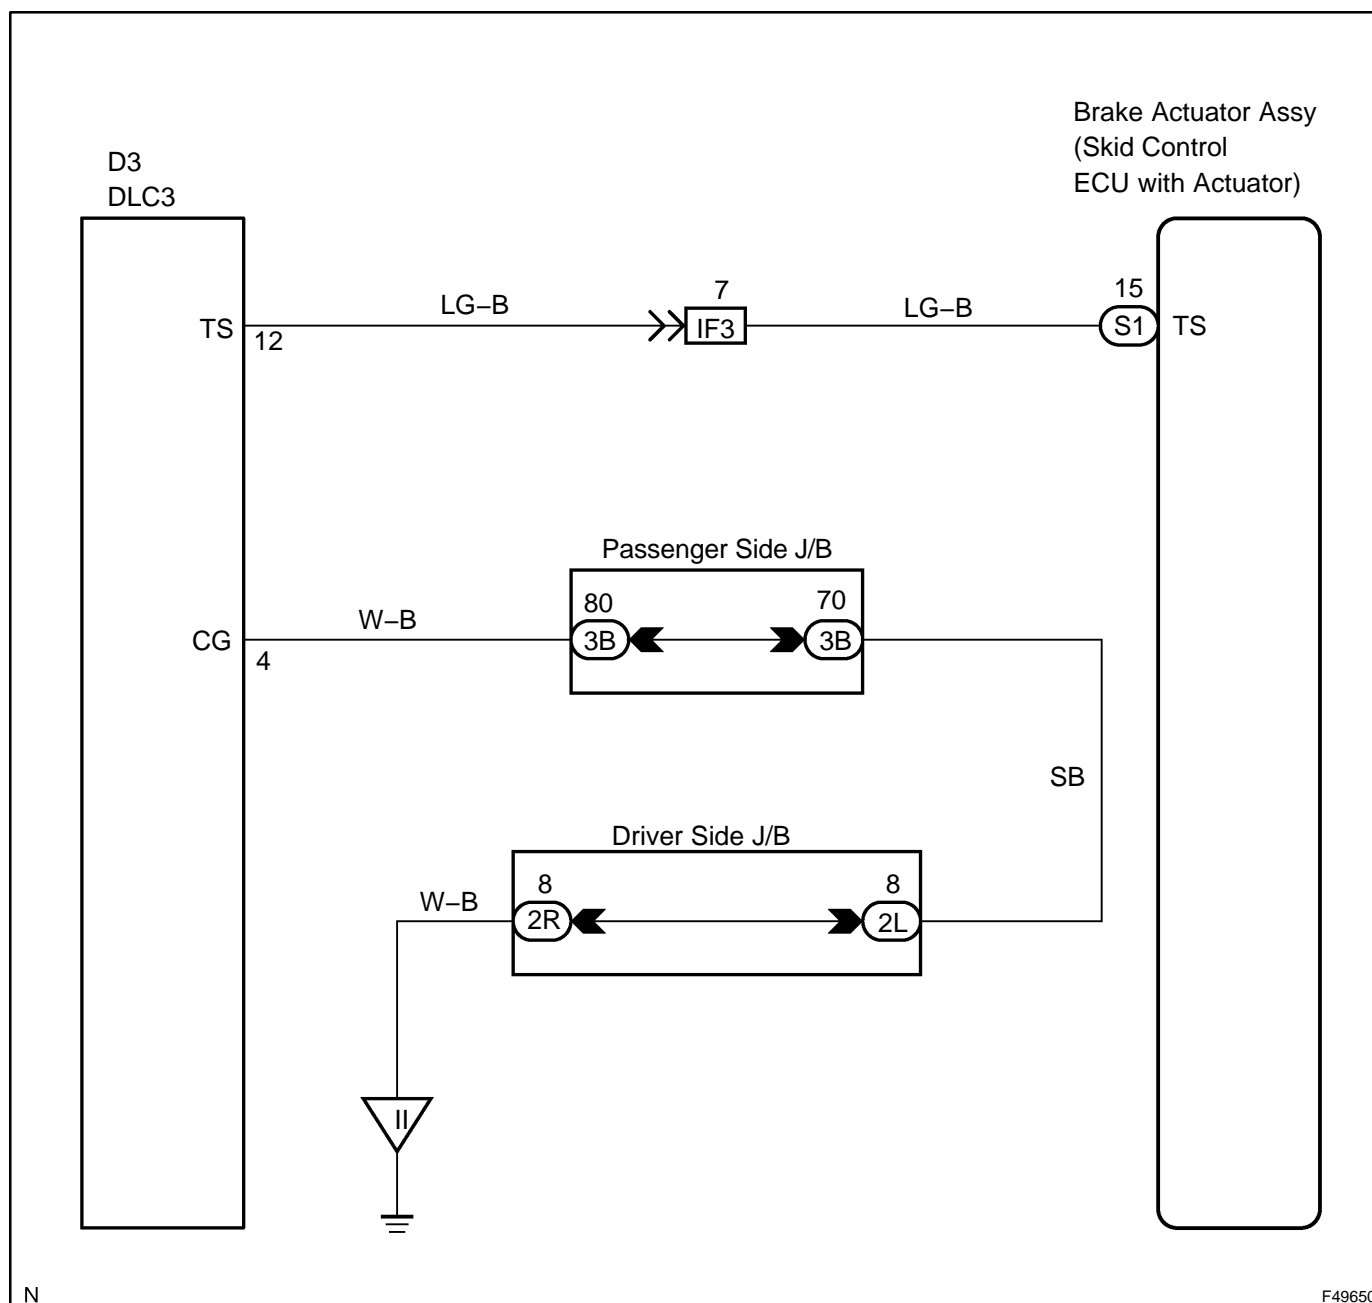 Brake Actuator Assy
(Skid Control
ECU with Actuator)
D3
DLC3
TS
12
LG–B
7
IF3
LG–B
15
S1
TS
Passenger Side J/B
CG
4
W–B
80
3B
70
3B
SB
Driver Side J/B
W–B
8
2R
8
2L
II
N
F49650